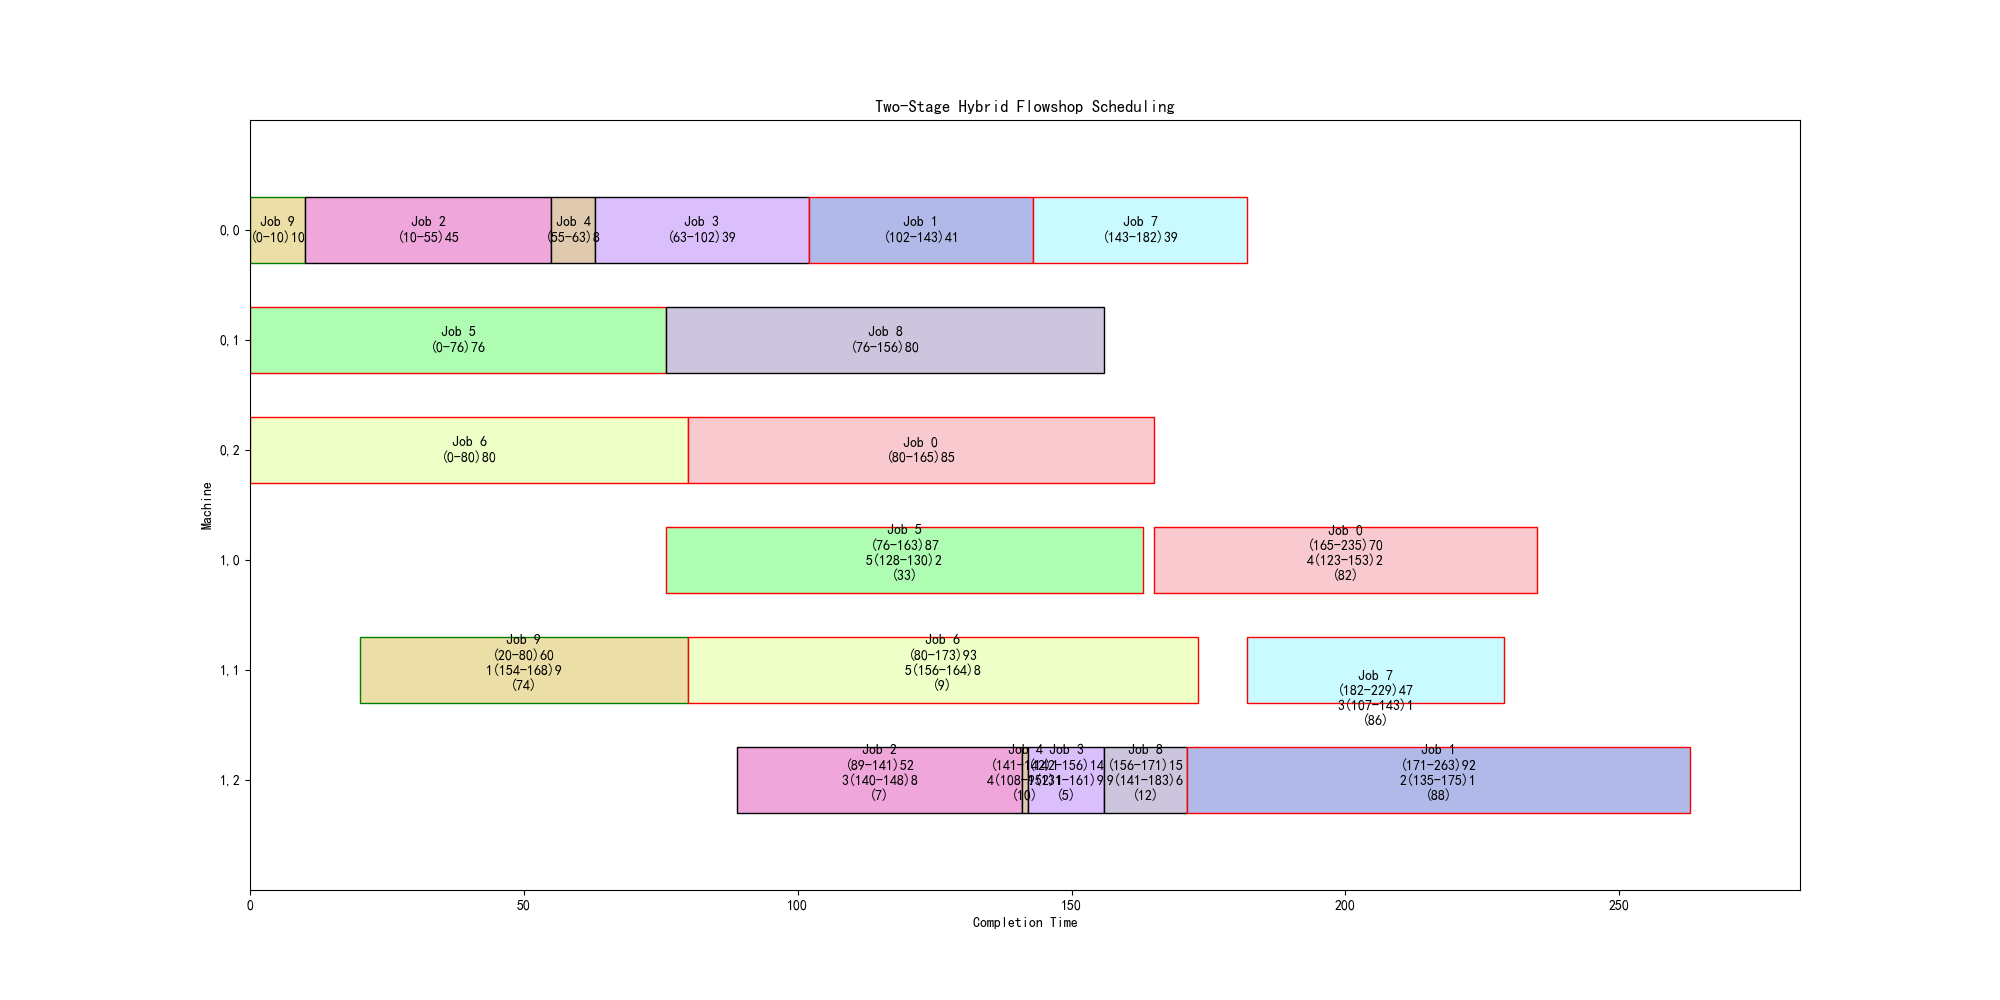 Two-Stage Hybrid Flowshop Scheduling
Machine
0,0
Job 9
(0-10)10
Job 2
(10-55)45
Job 4
(55-63)8
Job 3
(63-102)39
Job 1
(102-143)41
Job 7
(143-182)39
0,1
Job 5
(0-76)76
Job 8
(76-156)80
0,2
Job 6
(0-80)80
Job 0
(80-165)85
1,0
Job 5
(76-163)87
5(128-130)2
(33)
Job 0
(165-235)70
4(123-153)2
(82)
1,1
Job 9
(20-80)60
1(154-168)9
(74)
Job 6
(80-173)93
5(156-164)8
(9)
Job 7
(182-229)47
3(107-143)1
(86)
1,2
Job 2
(89-141)52
3(140-148)8
(7)
Job 4
(141-142)1
(10)
Job 3
(142-156)14
(5)
Job 8
(156-171)15
9(141-183)6
(12)
Job 1
(171-263)92
2(135-175)1
(88)
0
50
100
150
200
250
Completion Time